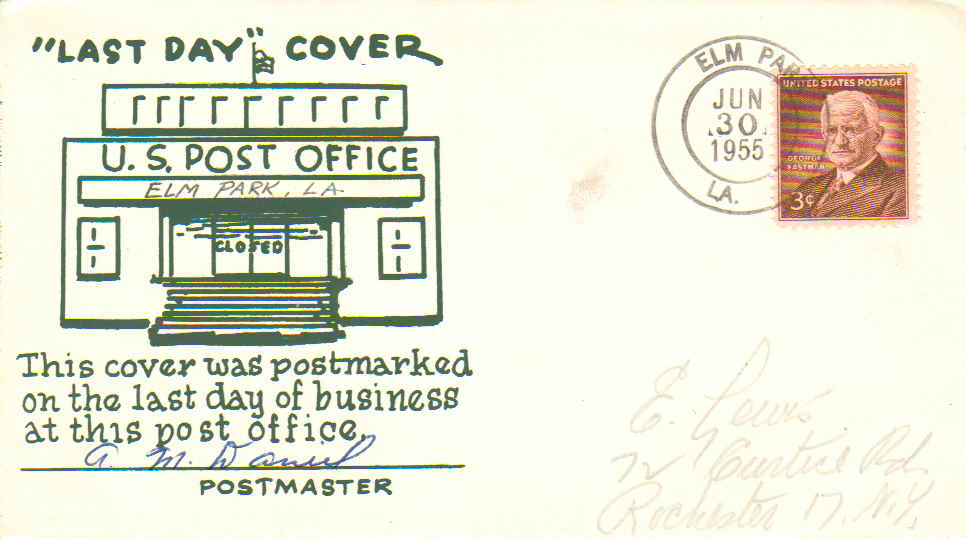 "LAST DAY" COVER
U.S. POST OFFICE
ELM PARK, LA.
CLOSED
This cover was postmarked
on the last day of business
at this post office.
A. M. Daniel
POSTMASTER
ELM PARK
JUN
30
1955
LA.
UNITED STATES POSTAGE
GEORGE
EASTMAN
3¢
E. Lewis
72 Curtice Rd.
Rochester 17, N.Y.